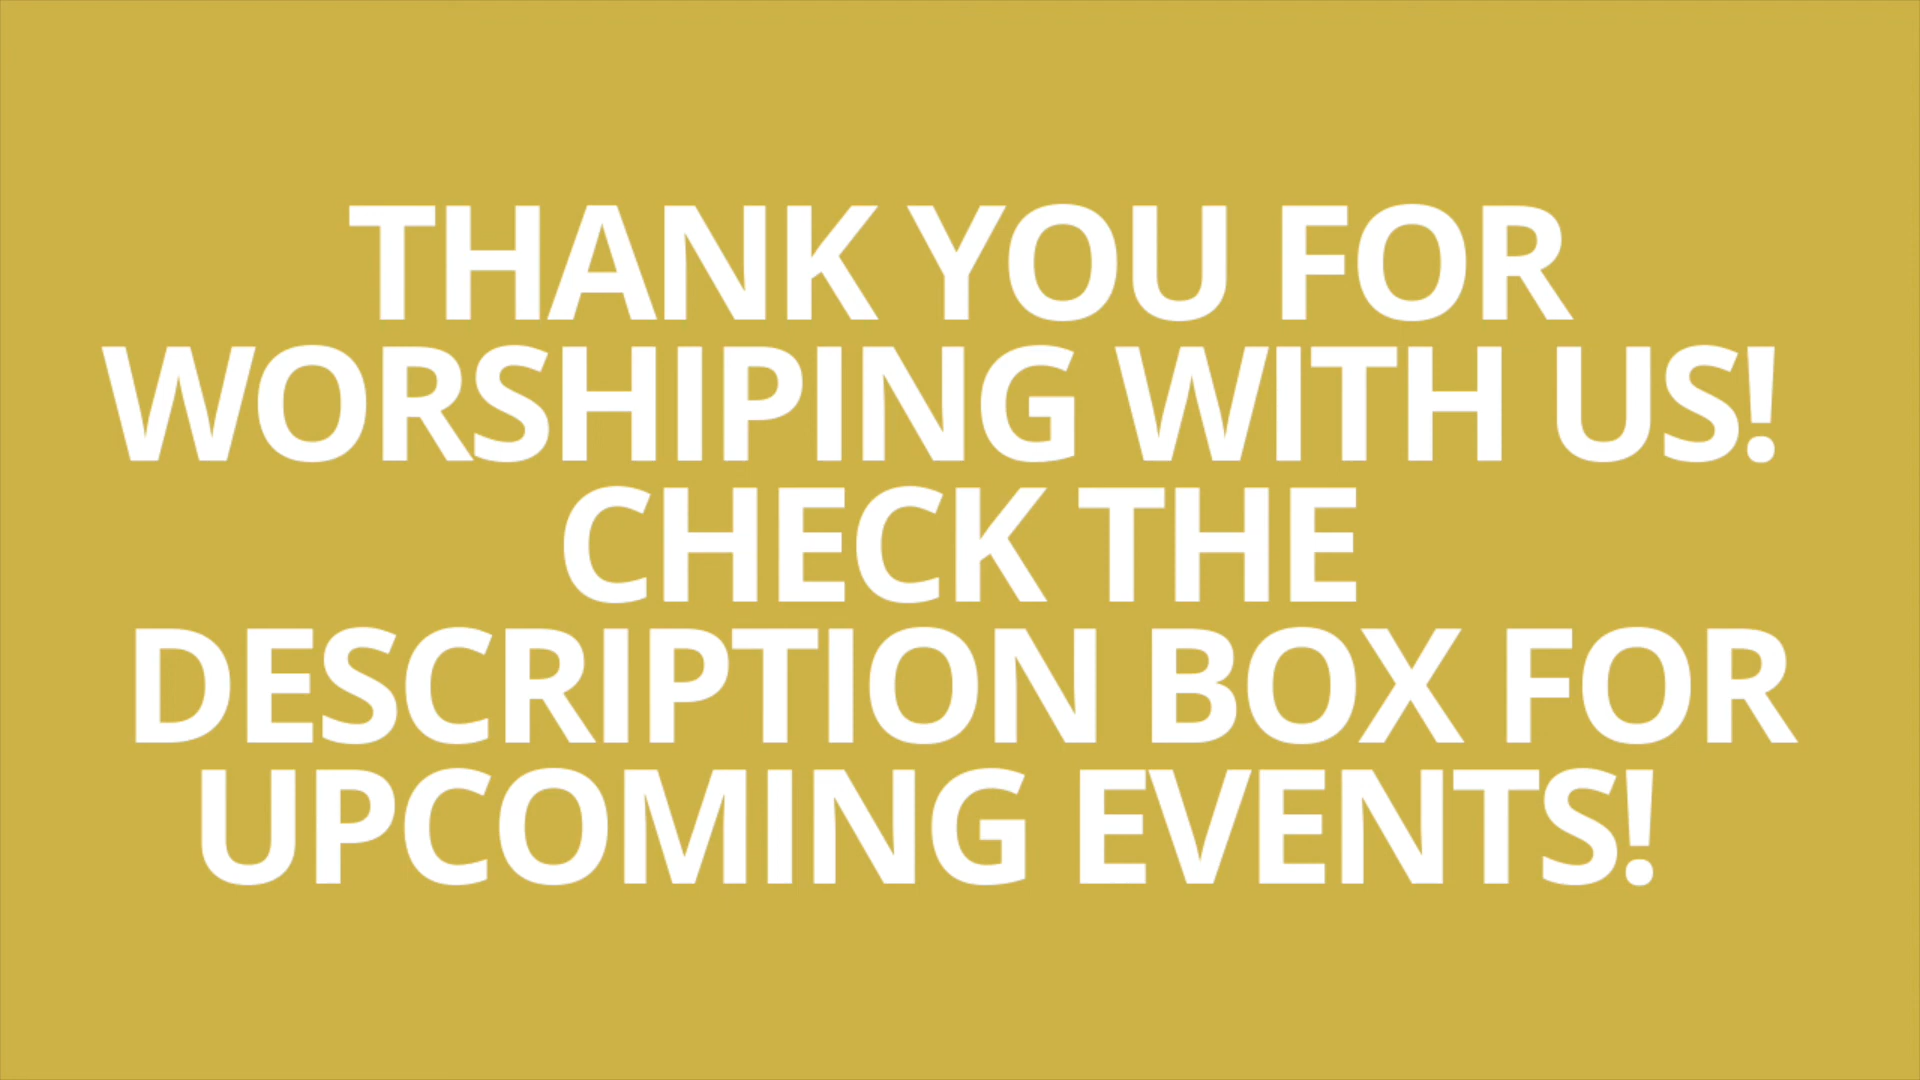 THANK YOU FOR
WORSHIPING WITH US!
CHECK THE
DESCRIPTION BOX FOR
UPCOMING EVENTS!